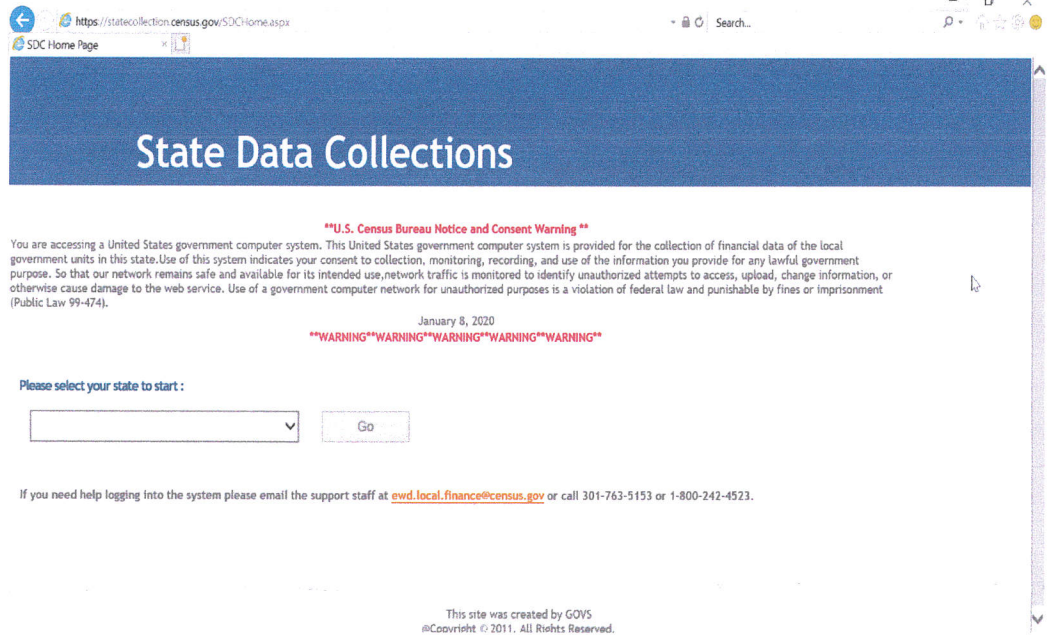 https://statecollection.census.gov/SDCHome.aspx
Search...
SDC Home Page
State Data Collections
**U.S. Census Bureau Notice and Consent Warning **
You are accessing a United States government computer system. This United States government computer system is provided for the collection of financial data of the local
government units in this state.Use of this system indicates your consent to collection, monitoring, recording, and use of the information you provide for any lawful government
purpose. So that our network remains safe and available for its intended use,network traffic is monitored to identify unauthorized attempts to access, upload, change information, or
otherwise cause damage to the web service. Use of a government computer network for unauthorized purposes is a violation of federal law and punishable by fines or imprisonment
(Public Law 99-474).
January 8, 2020
**WARNING**WARNING**WARNING**WARNING**WARNING**
Please select your state to start :
Go
If you need help logging into the system please email the support staff at ewd.local.finance@census.gov or call 301-763-5153 or 1-800-242-4523.
This site was created by GOVS
@Copyright © 2011. All Rights Reserved.